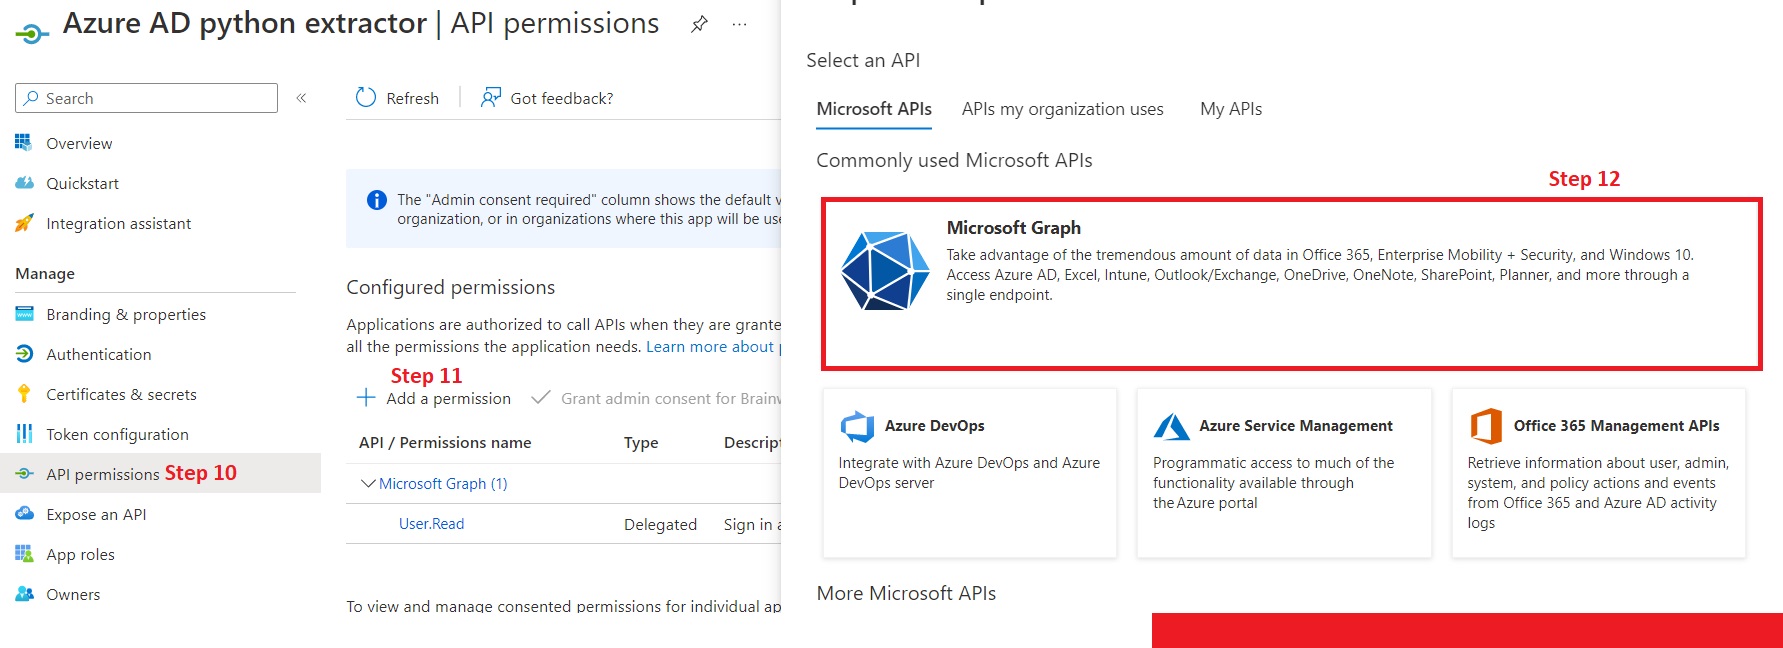 Azure AD python extractor | API permissions
Search
Refresh
Got feedback?
Overview
Quickstart
Integration assistant
Manage
Branding & properties
Authentication
Certificates & secrets
Token configuration
API permissions Step 10
Expose an API
App roles
Owners
The "Admin consent required" column shows the default v
organization, or in organizations where this app will be use
Configured permissions
Applications are authorized to call APIs when they are grante
all the permissions the application needs. Learn more about
Step 11
Add a permission
Grant admin consent for Brainw
API / Permissions name Type Descript
Microsoft Graph (1)
User.Read Delegated Sign in a
To view and manage consented permissions for individual ap
Select an API
Microsoft APIs APIs my organization uses My APIs
Commonly used Microsoft APIs
Step 12
Microsoft Graph
Take advantage of the tremendous amount of data in Office 365, Enterprise Mobility + Security, and Windows 10.
Access Azure AD, Excel, Intune, Outlook/Exchange, OneDrive, OneNote, SharePoint, Planner, and more through a
single endpoint.
Azure DevOps
Integrate with Azure DevOps and Azure
DevOps server
Azure Service Management
Programmatic access to much of the
functionality available through
the Azure portal
Office 365 Management APIs
Retrieve information about user, admin,
system, and policy actions and events
from Office 365 and Azure AD activity
logs
More Microsoft APIs